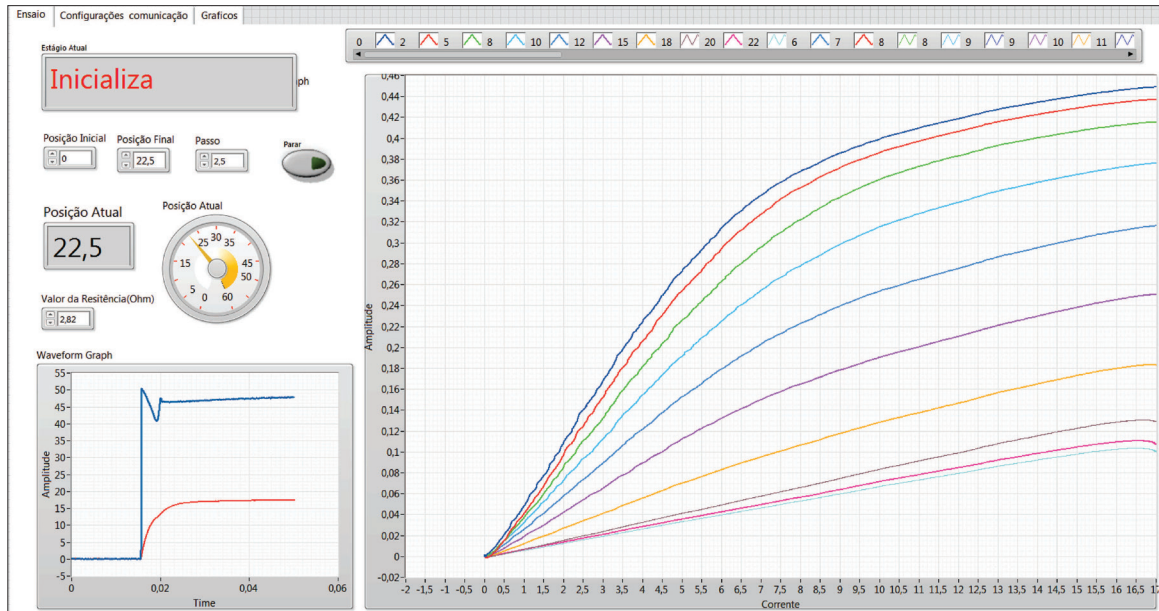 Ensaio Configurações comunicação Graficos
Estágio Atual
Inicializa
ph
Posição Inicial Posição Final Passo Parar
0 22,5 2,5
Posição Atual Posição Atual
22,5
0 5 15 25 30 35 45 50 60
Valor da Resitência(Ohm)
2,82
Waveform Graph
Amplitude
55
50
45
40
35
30
25
20
15
10
5
0
-5
0 0,02 0,04 0,06
Time
0 2 5 8 10 12 15 18 20 22 6 7 8 8 9 9 10 11
Amplitude
0,46
0,44
0,42
0,4
0,38
0,36
0,34
0,32
0,3
0,28
0,26
0,24
0,22
0,2
0,18
0,16
0,14
0,12
0,1
0,08
0,06
0,04
0,02
0
-0,02
-2 -1,5 -1 -0,5 0 0,5 1 1,5 2 2,5 3 3,5 4 4,5 5 5,5 6 6,5 7 7,5 8 8,5 9 9,5 10 10,5 11 11,5 12 12,5 13 13,5 14 14,5 15 15,5 16 16,5 17
Corrente